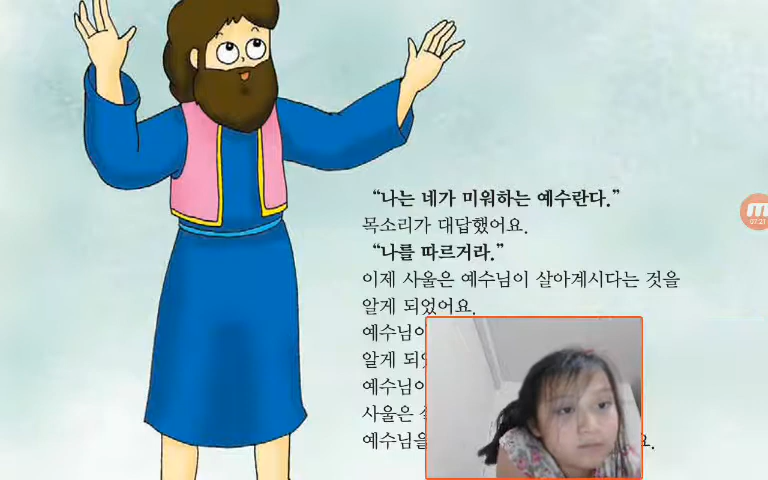 “나는 네가 미워하는 예수란다.”
목소리가 대답했어요.
“나를 따르거라.”
이제 사울은 예수님이 살아계시다는 것을
알게 되었어요.
예수님이
알게
예수님이
사울은
예수님을
07:21